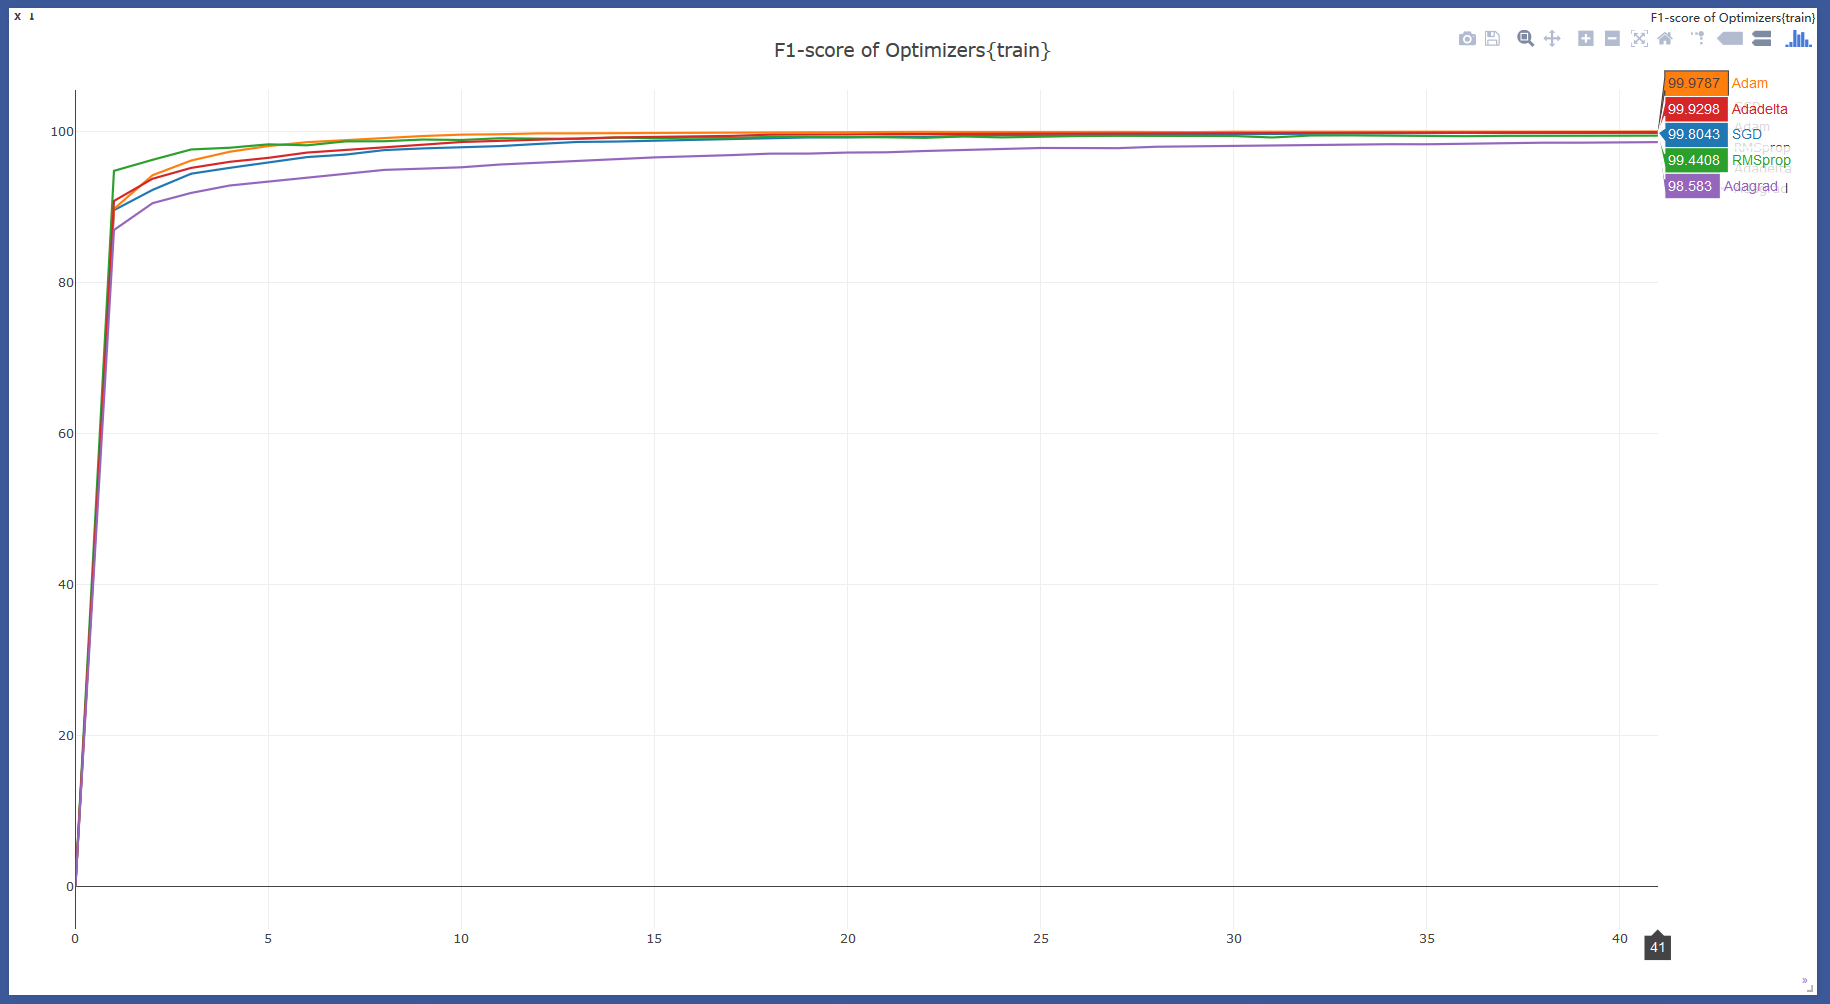 X ⭳ F1-score of Optimizers{train}
F1-score of Optimizers{train}
99.9787 Adam
99.9298 Adadelta
99.8043 SGD
99.4408 RMSprop
98.583 Adagrad
100
80
60
40
20
0
0 5 10 15 20 25 30 35 40
41
»